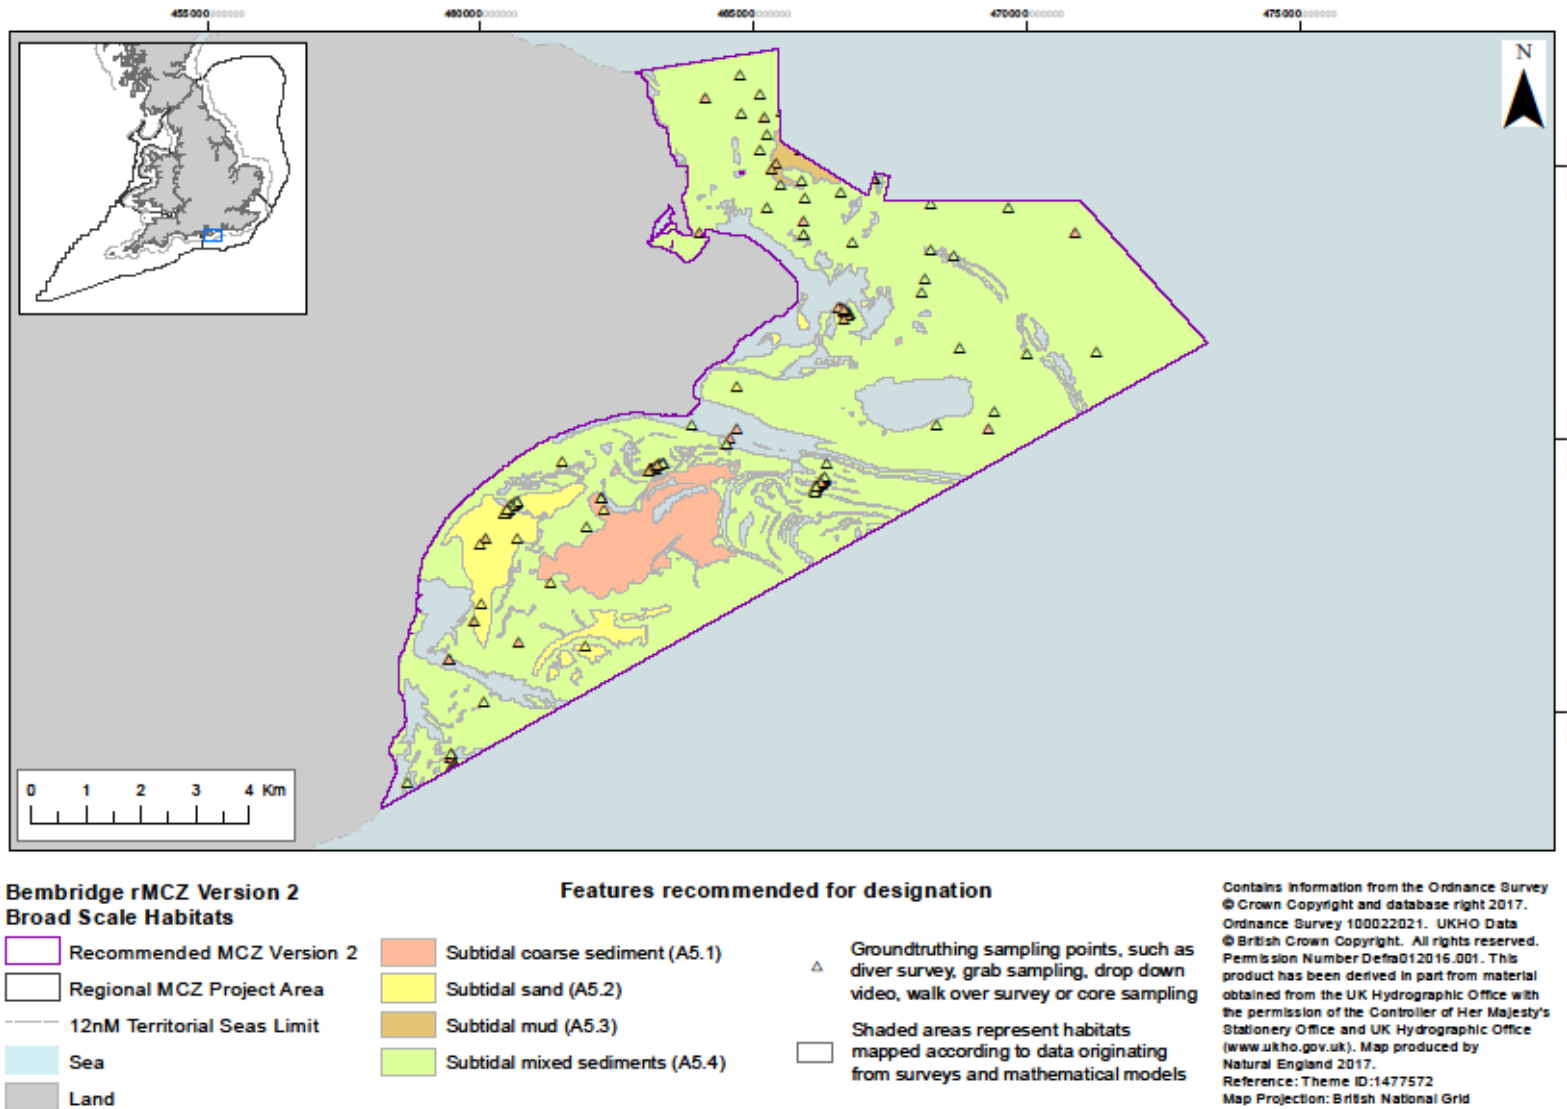 455000 460000 465000 470000 475000
N
0 1 2 3 4 Km
Bembridge rMCZ Version 2
Broad Scale Habitats
Recommended MCZ Version 2
Regional MCZ Project Area
12nM Territorial Seas Limit
Sea
Land
Features recommended for designation
Subtidal coarse sediment (A5.1)
Subtidal sand (A5.2)
Subtidal mud (A5.3)
Subtidal mixed sediments (A5.4)
Groundtruthing sampling points, such as
diver survey, grab sampling, drop down
video, walk over survey or core sampling
Shaded areas represent habitats
mapped according to data originating
from surveys and mathematical models
Contains Information from the Ordnance Survey
© Crown Copyright and database right 2017.
Ordnance Survey 100022021. UKHO Data
© British Crown Copyright. All rights reserved.
Permission Number Defra012016.001. This
product has been derived in part from material
obtained from the UK Hydrographic Office with
the permission of the Controller of Her Majesty's
Stationery Office and UK Hydrographic Office
(www.ukho.gov.uk). Map produced by
Natural England 2017.
Reference: Theme ID:1477572
Map Projection: British National Grid